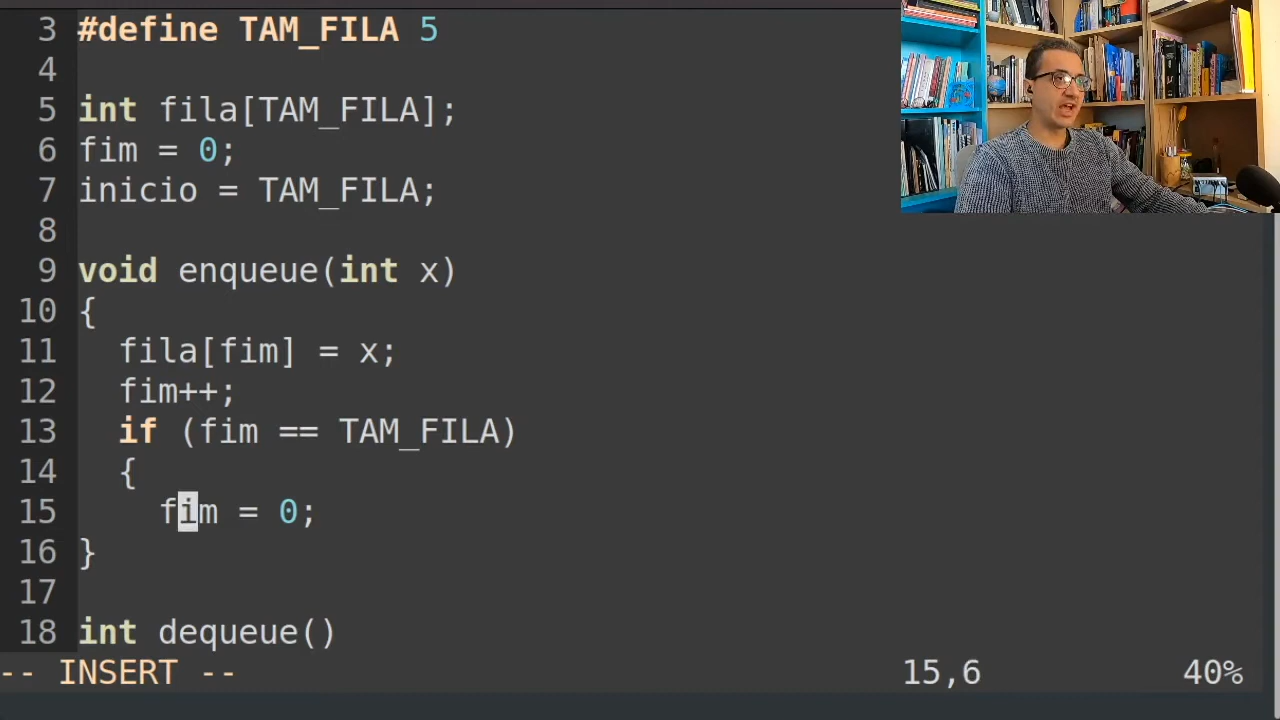 3 #define TAM_FILA 5
4
5 int fila[TAM_FILA];
6 fim = 0;
7 inicio = TAM_FILA;
8
9 void enqueue(int x)
10 {
11   fila[fim] = x;
12   fim++;
13   if (fim == TAM_FILA)
14   {
15     fim = 0;
16 }
17
18 int dequeue()
-- INSERT -- 15,6 40%